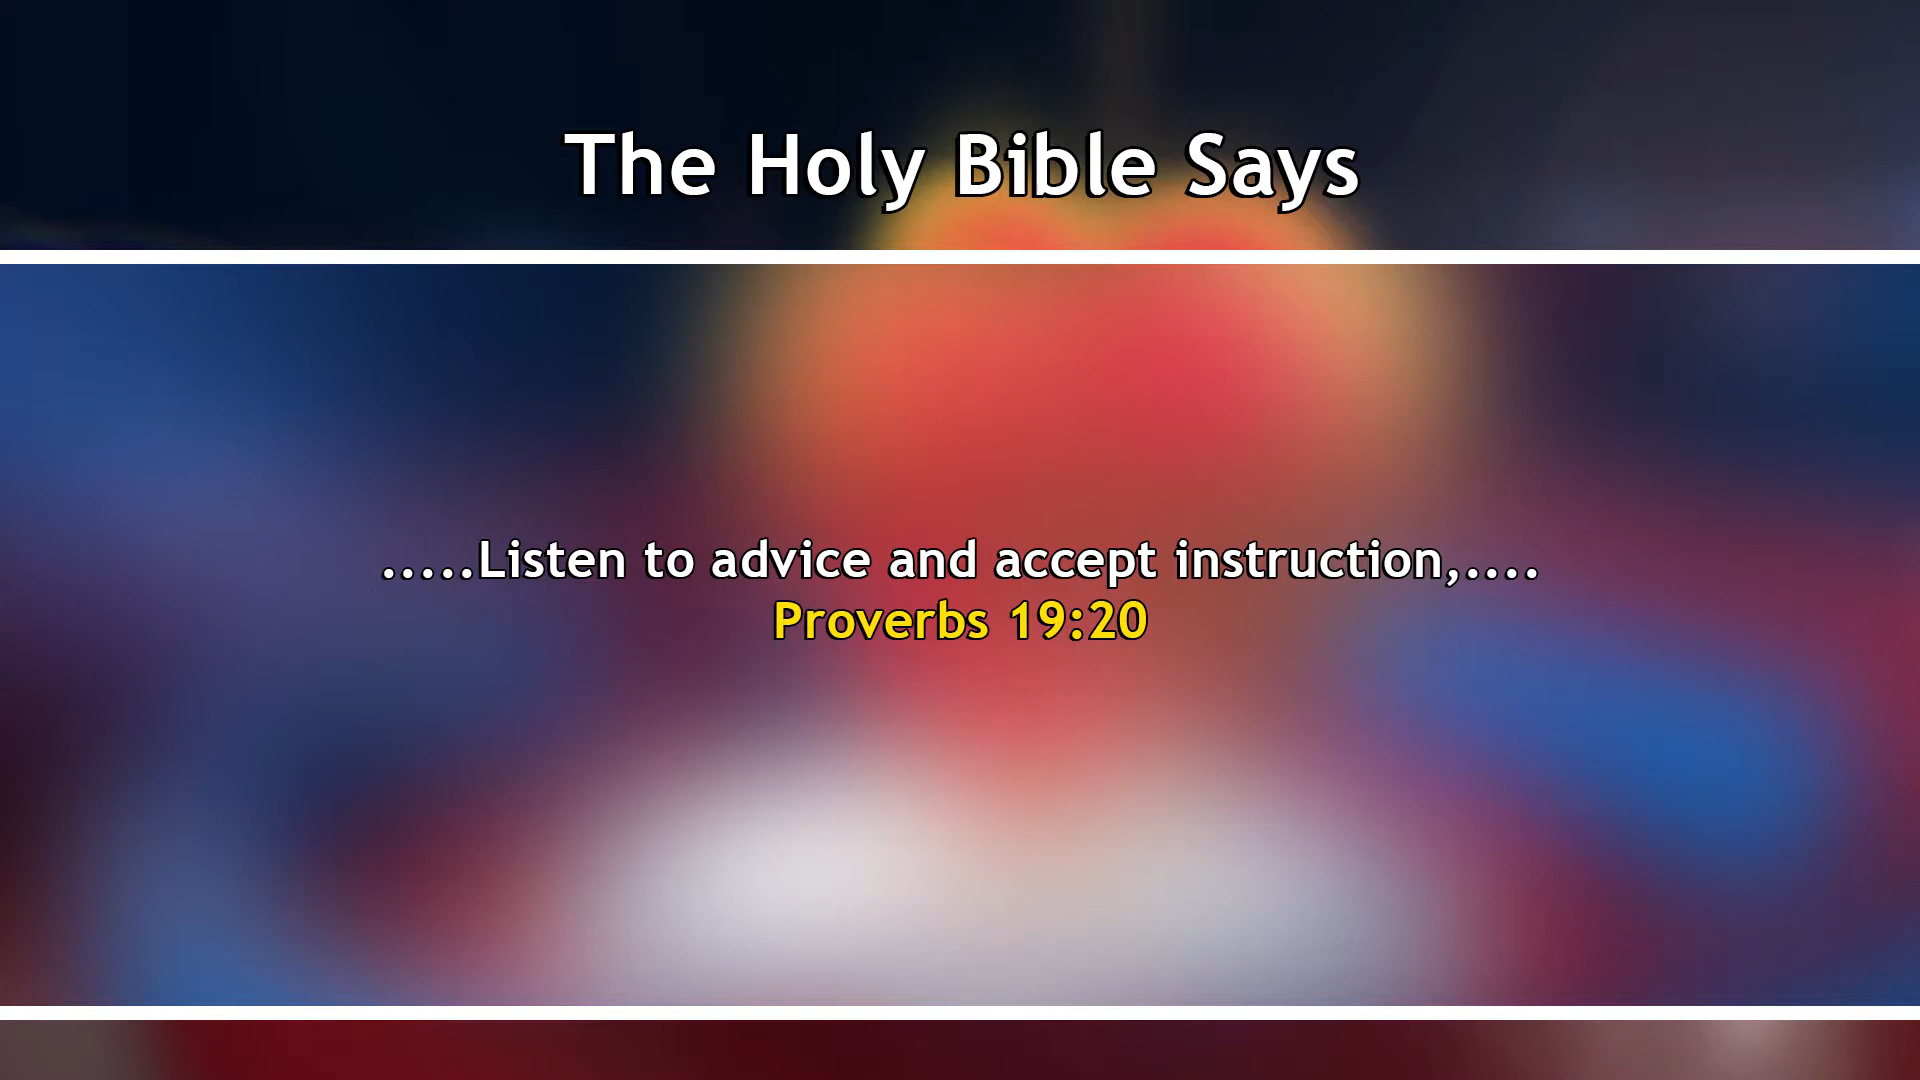 The Holy Bible Says
.....Listen to advice and accept instruction,....
Proverbs 19:20